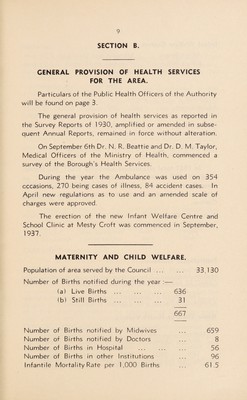 9
SECTION B.
GENERAL PROVISION OF HEALTH SERVICES
FOR THE AREA.
Particulars of the Public Health Officers of the Authority
will be found on page 3.
The general provision of health services as reported in
the Survey Reports of 1930, amplified or amended in subse-
quent Annual Reports, remained in force without alteration.
On September 6th Dr. N. R. Beattie and Dr. D. M. Taylor,
Medical Officers of the Ministry of Health, commenced a
survey of the Borough's Health Services.
During the year the Ambulance was used on 354
occasions, 270 being cases of illness, 84 accident cases. In
April new regulations as to use and an amended scale of
charges were approved.
The erection of the new Infant Welfare Centre and
School Clinic at Mesty Croft was commenced in September,
1937.
MATERNITY AND CHILD WELFARE.
Population of area served by the Council ... ... 33,130
Number of Births notified during the year :—
(a) Live Births ... ... ... 636
(b) Still Births ... ... ... 31
667
Number of Births notified by Midwives ... 659
Number of Births notified by Doctors ... 8
Number of Births in Hospital ... ... ... 56
Number of Births in other Institutions ... 96
Infantile Mortality Rate per 1,000 Births ... 61.5